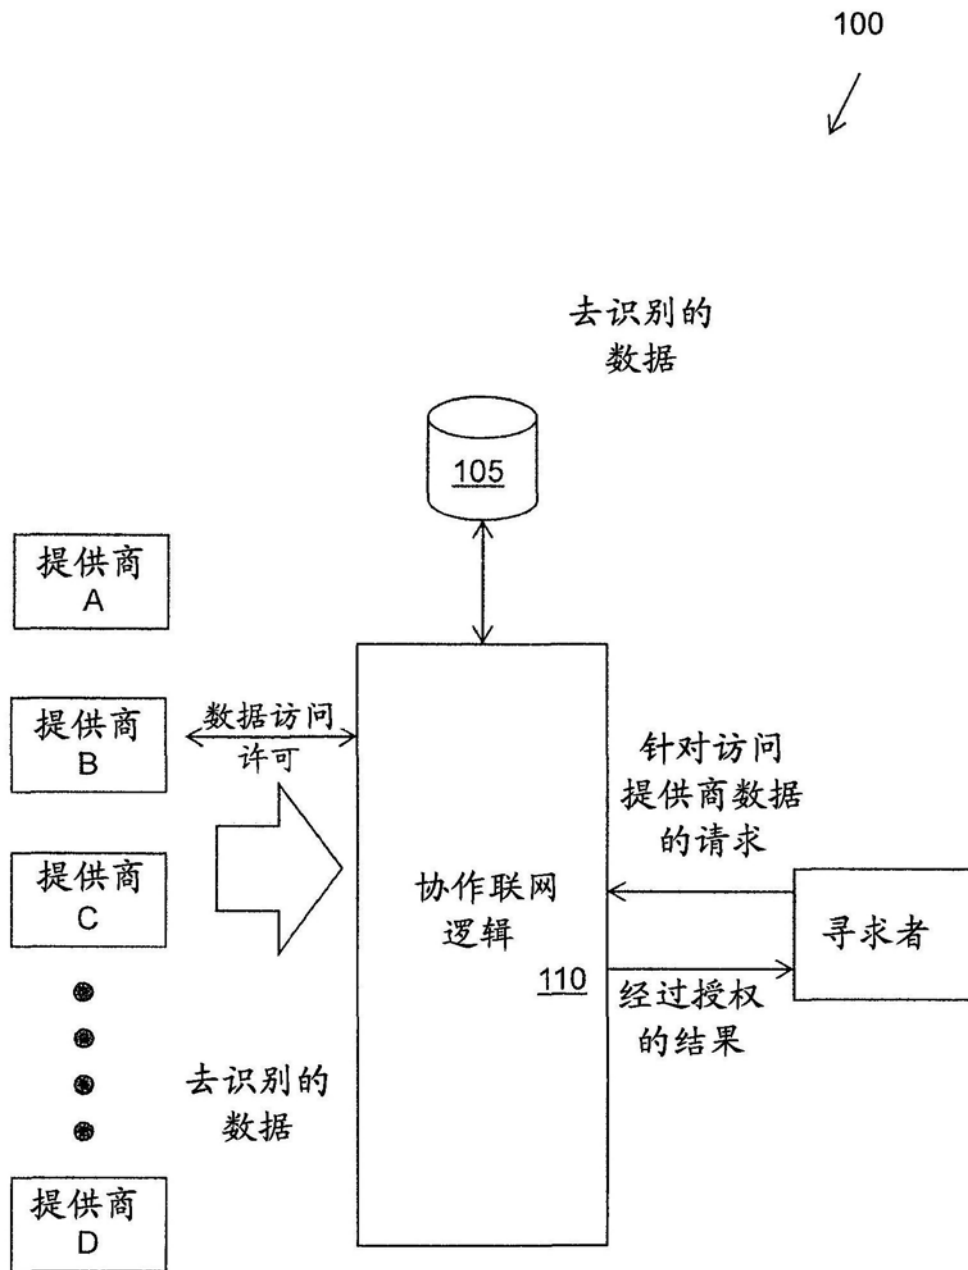 100
去识别的
数据
105
提供商
A
提供商
B
数据访问
许可
提供商
C
去识别的
数据
提供商
D
协作联网
逻辑
110
针对访问
提供商数据
的请求
寻求者
经过授权
的结果